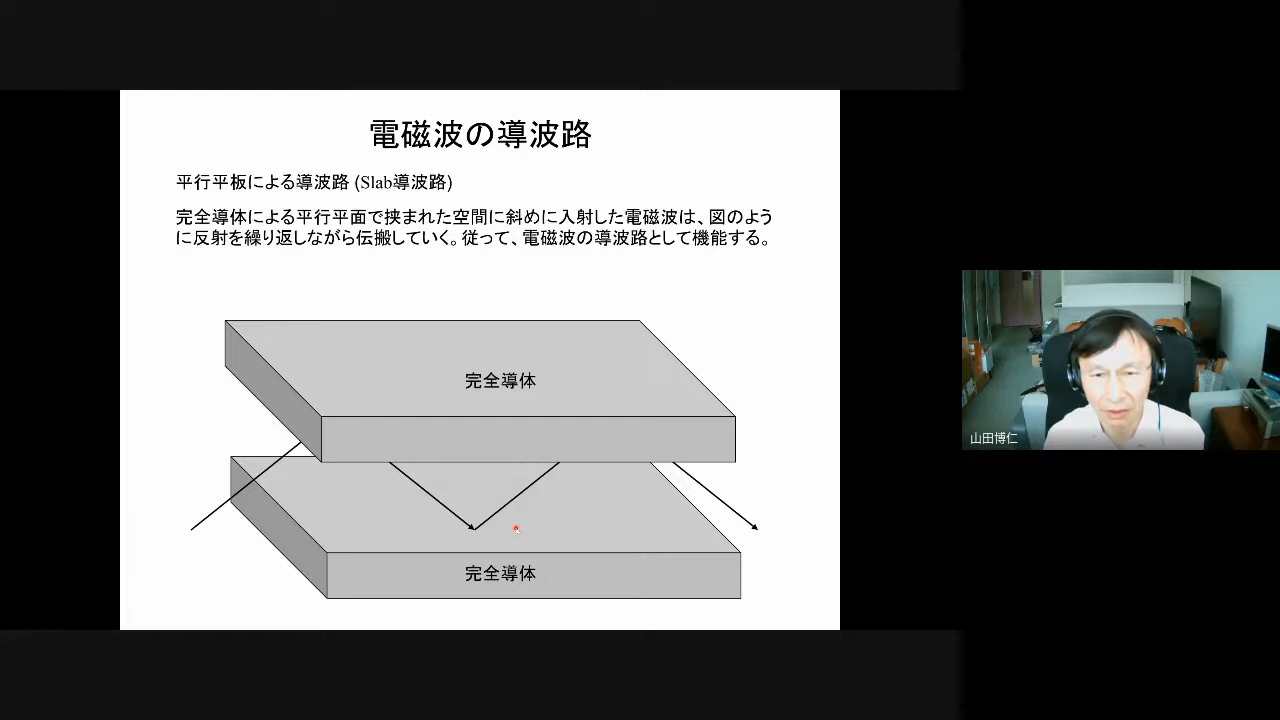 電磁波の導波路
平行平板による導波路 (Slab導波路)
完全導体による平行平面で挟まれた空間に斜めに入射した電磁波は、図のよう
に反射を繰り返しながら伝搬していく。従って、電磁波の導波路として機能する。
完全導体
完全導体
山田博仁